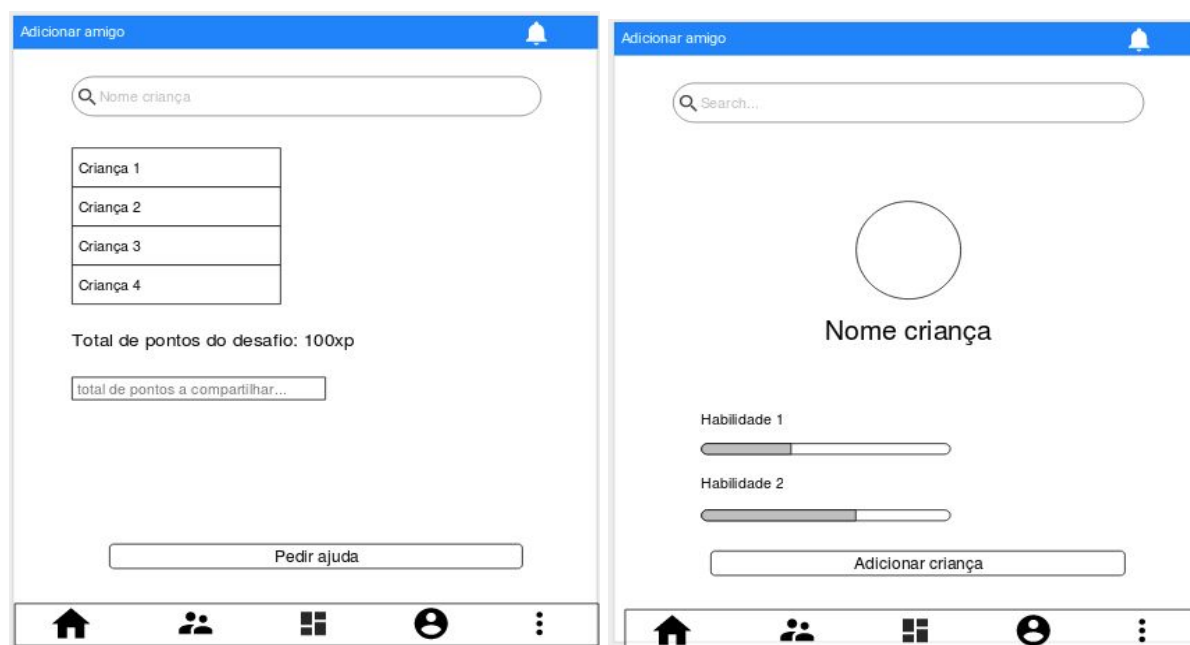 Adicionar amigo
Nome criança
Criança 1
Criança 2
Criança 3
Criança 4
Total de pontos do desafio: 100xp
total de pontos a compartilhar...
Pedir ajuda
Adicionar amigo
Search...
Nome criança
Habilidade 1
Habilidade 2
Adicionar criança